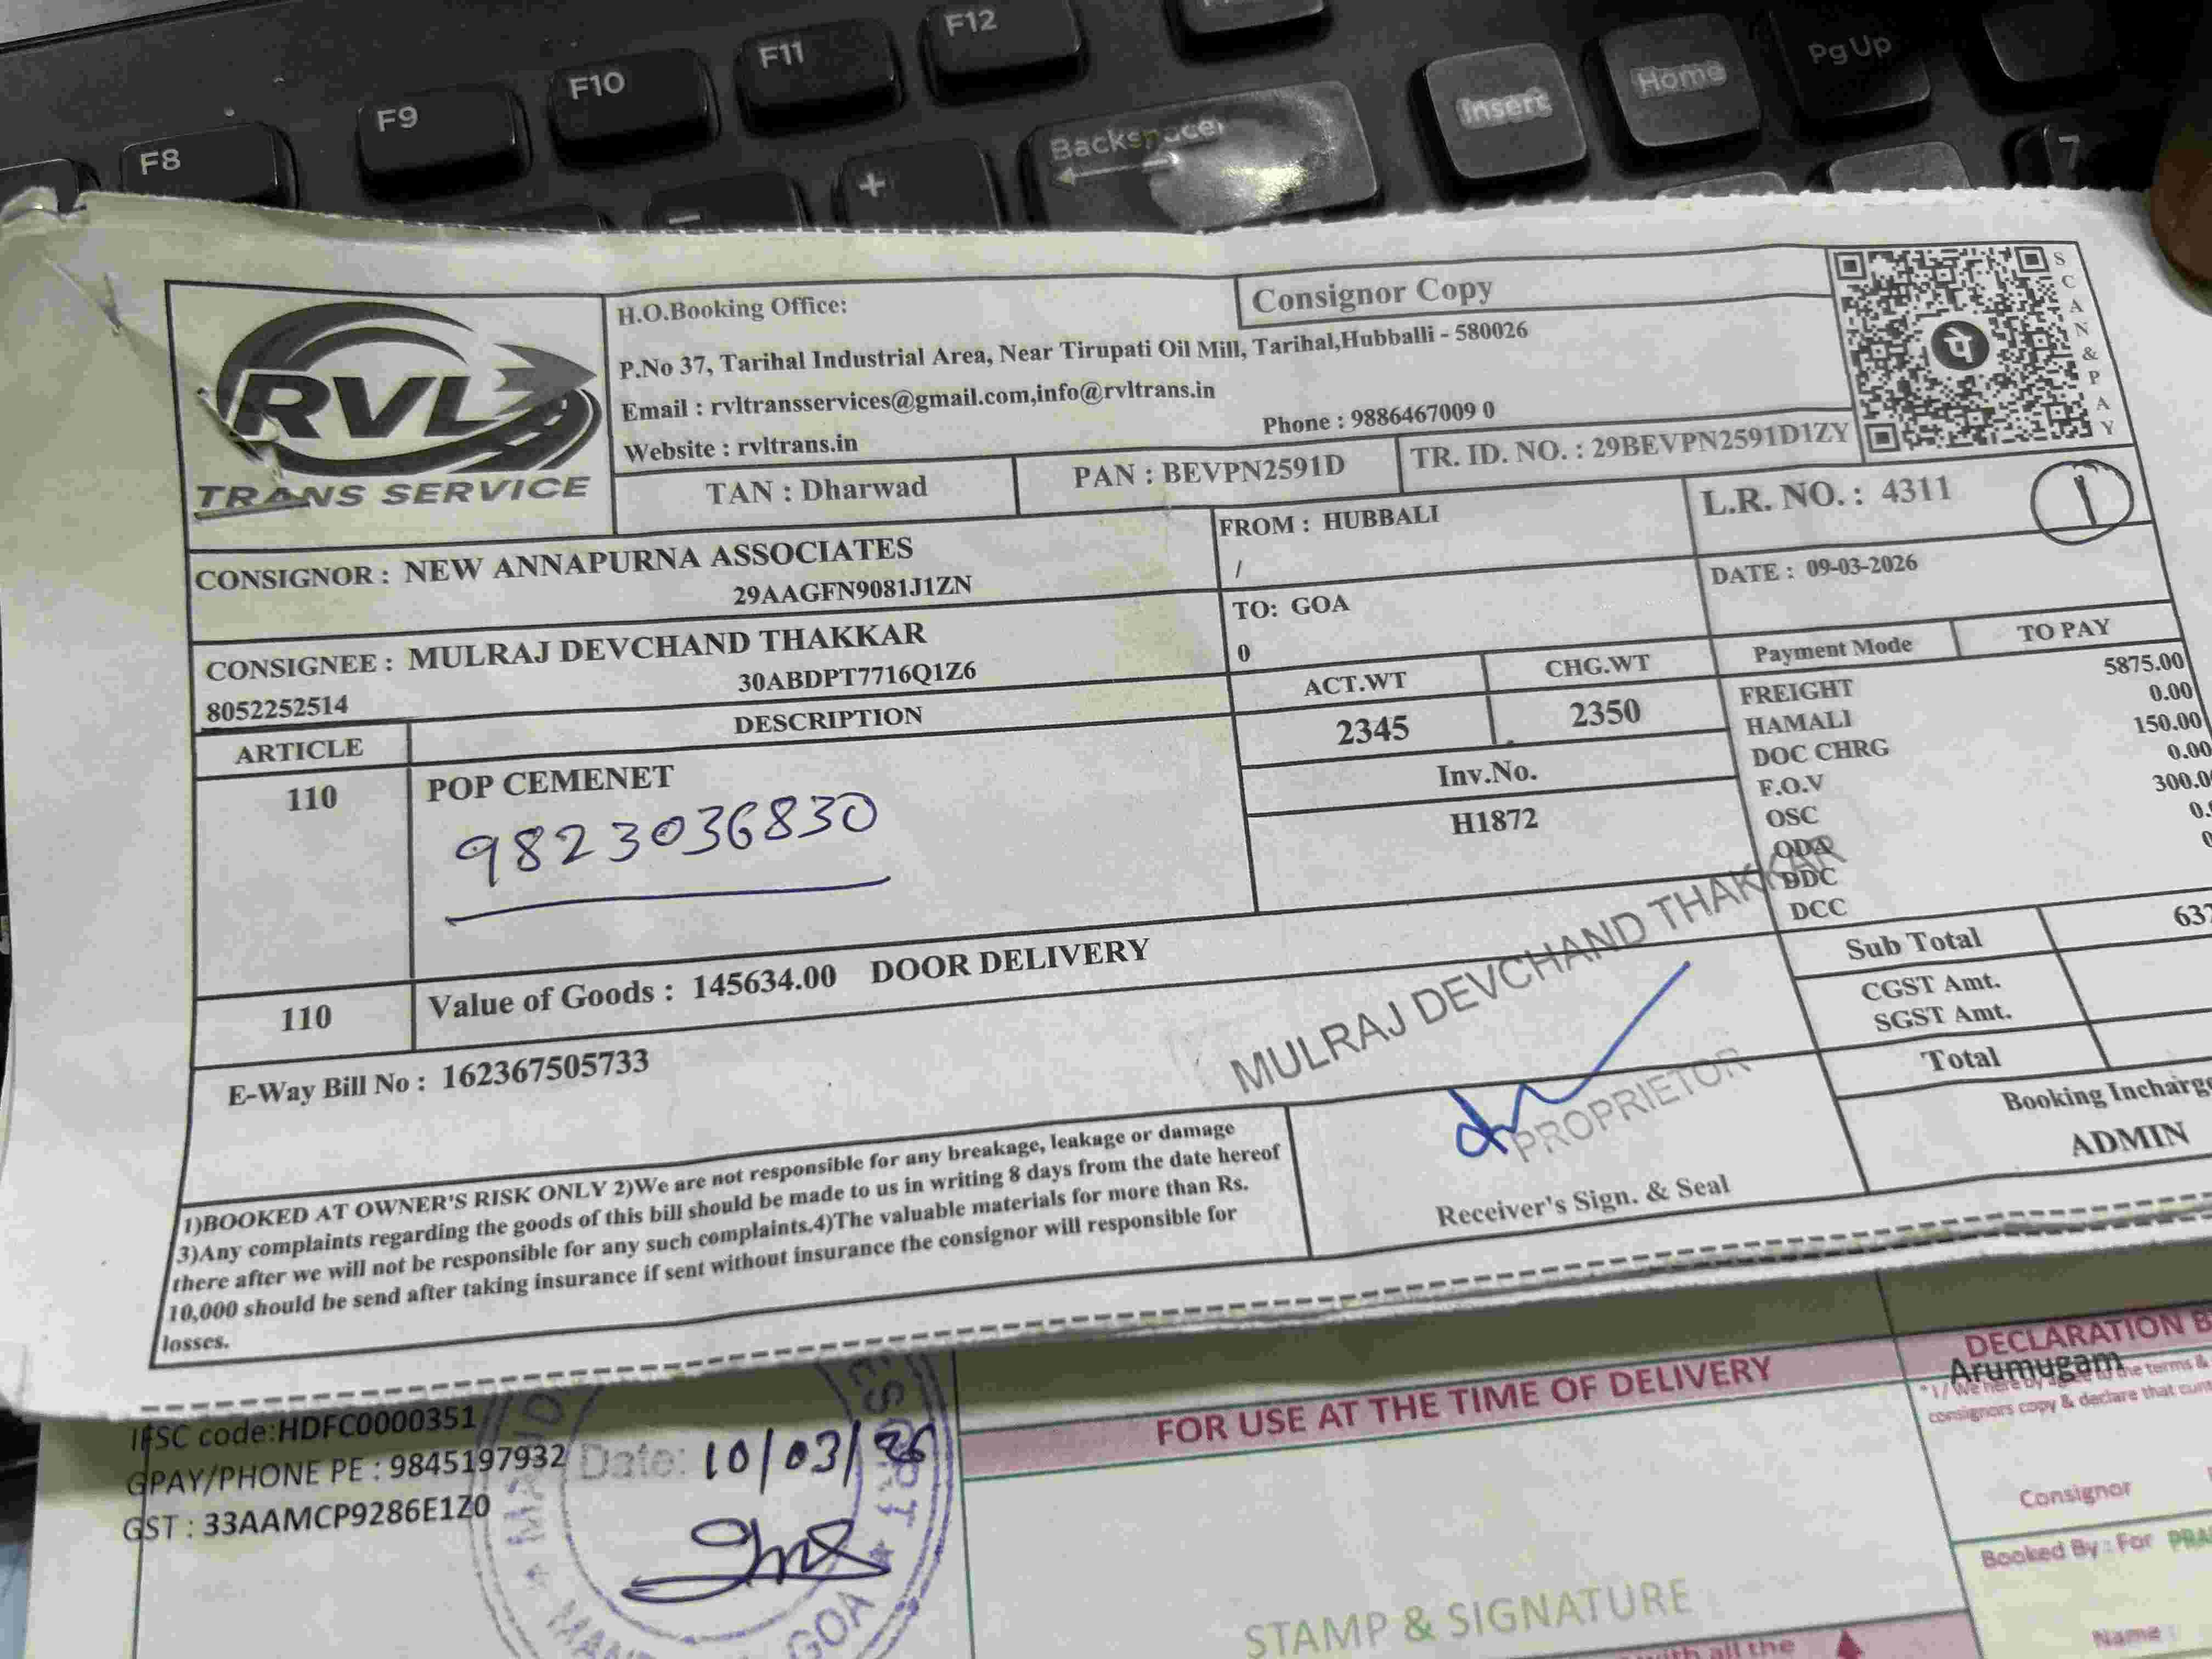 F8 F9 F10 F11 F12
Backspace Insert Home PgUp
+ - 7
RVL
TRANS SERVICE
H.O.Booking Office:
Consignor Copy
P.No 37, Tarihal Industrial Area, Near Tirupati Oil Mill, Tarihal,Hubballi - 580026
Email : rvltransservices@gmail.com,info@rvltrans.in
Phone : 9886467009 0
Website : rvltrans.in
SCAN & PAY
पे
TAN : Dharwad
PAN : BEVPN2591D
TR. ID. NO. : 29BEVPN2591D1ZY
CONSIGNOR : NEW ANNAPURNA ASSOCIATES
29AAGFN9081J1ZN
FROM : HUBBALI
/
L.R. NO. : 4311
1
CONSIGNEE : MULRAJ DEVCHAND THAKKAR
8052252514 30ABDPT7716Q1Z6
TO: GOA
0
DATE : 09-03-2026
ARTICLE DESCRIPTION
ACT.WT CHG.WT
2345 2350
Payment Mode TO PAY
110 POP CEMENET
9823036830
Inv.No.
H1872
FREIGHT 5875.00
HAMALI 0.00
DOC CHRG 150.00
F.O.V 0.00
OSC
ODA
DDC
DCC
110 Value of Goods : 145634.00 DOOR DELIVERY
Sub Total
CGST Amt.
SGST Amt.
Total
E-Way Bill No : 162367505733
MULRAJ DEVCHAND THAKKAR
PROPRIETOR
Receiver's Sign. & Seal
Booking Incharge
ADMIN
1)BOOKED AT OWNER'S RISK ONLY 2)We are not responsible for any breakage, leakage or damage
3)Any complaints regarding the goods of this bill should be made to us in writing 8 days from the date hereof
there after we will not be responsible for any such complaints.4)The valuable materials for more than Rs.
10,000 should be send after taking insurance if sent without insurance the consignor will responsible for
losses.
IFSC code:HDFC0000351
GPAY/PHONE PE : 9845197932
GST : 33AAMCP9286E1Z0
Date: 10/03/26
GOA
FOR USE AT THE TIME OF DELIVERY
STAMP & SIGNATURE
with all the
DECLARATION
Arumugam
consignors copy & declare that
Consignor
Booked By : For
Name :